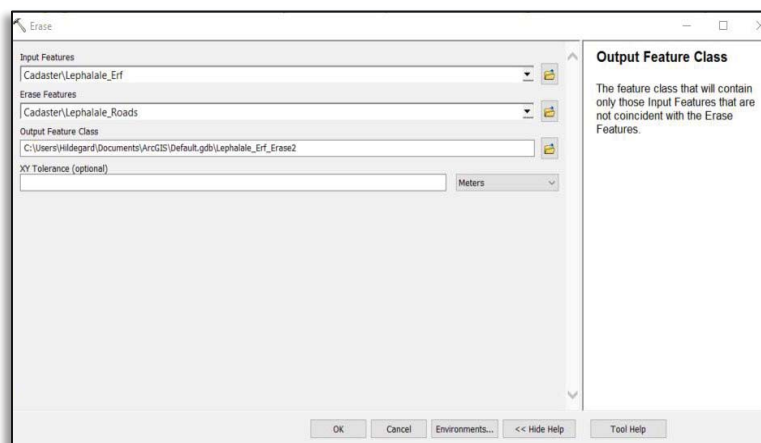 Erase
Input Features
Cadaster\Lephalale_Erf
Erase Features
Cadaster\Lephalale_Roads
Output Feature Class
C:\Users\Hildegard\Documents\ArcGIS\Default.gdb\Lephalale_Erf_Erase2
XY Tolerance (optional)
Meters
OK
Cancel
Environments...
<< Hide Help
Tool Help
Output Feature Class
The feature class that will contain
only those Input Features that are
not coincident with the Erase
Features.